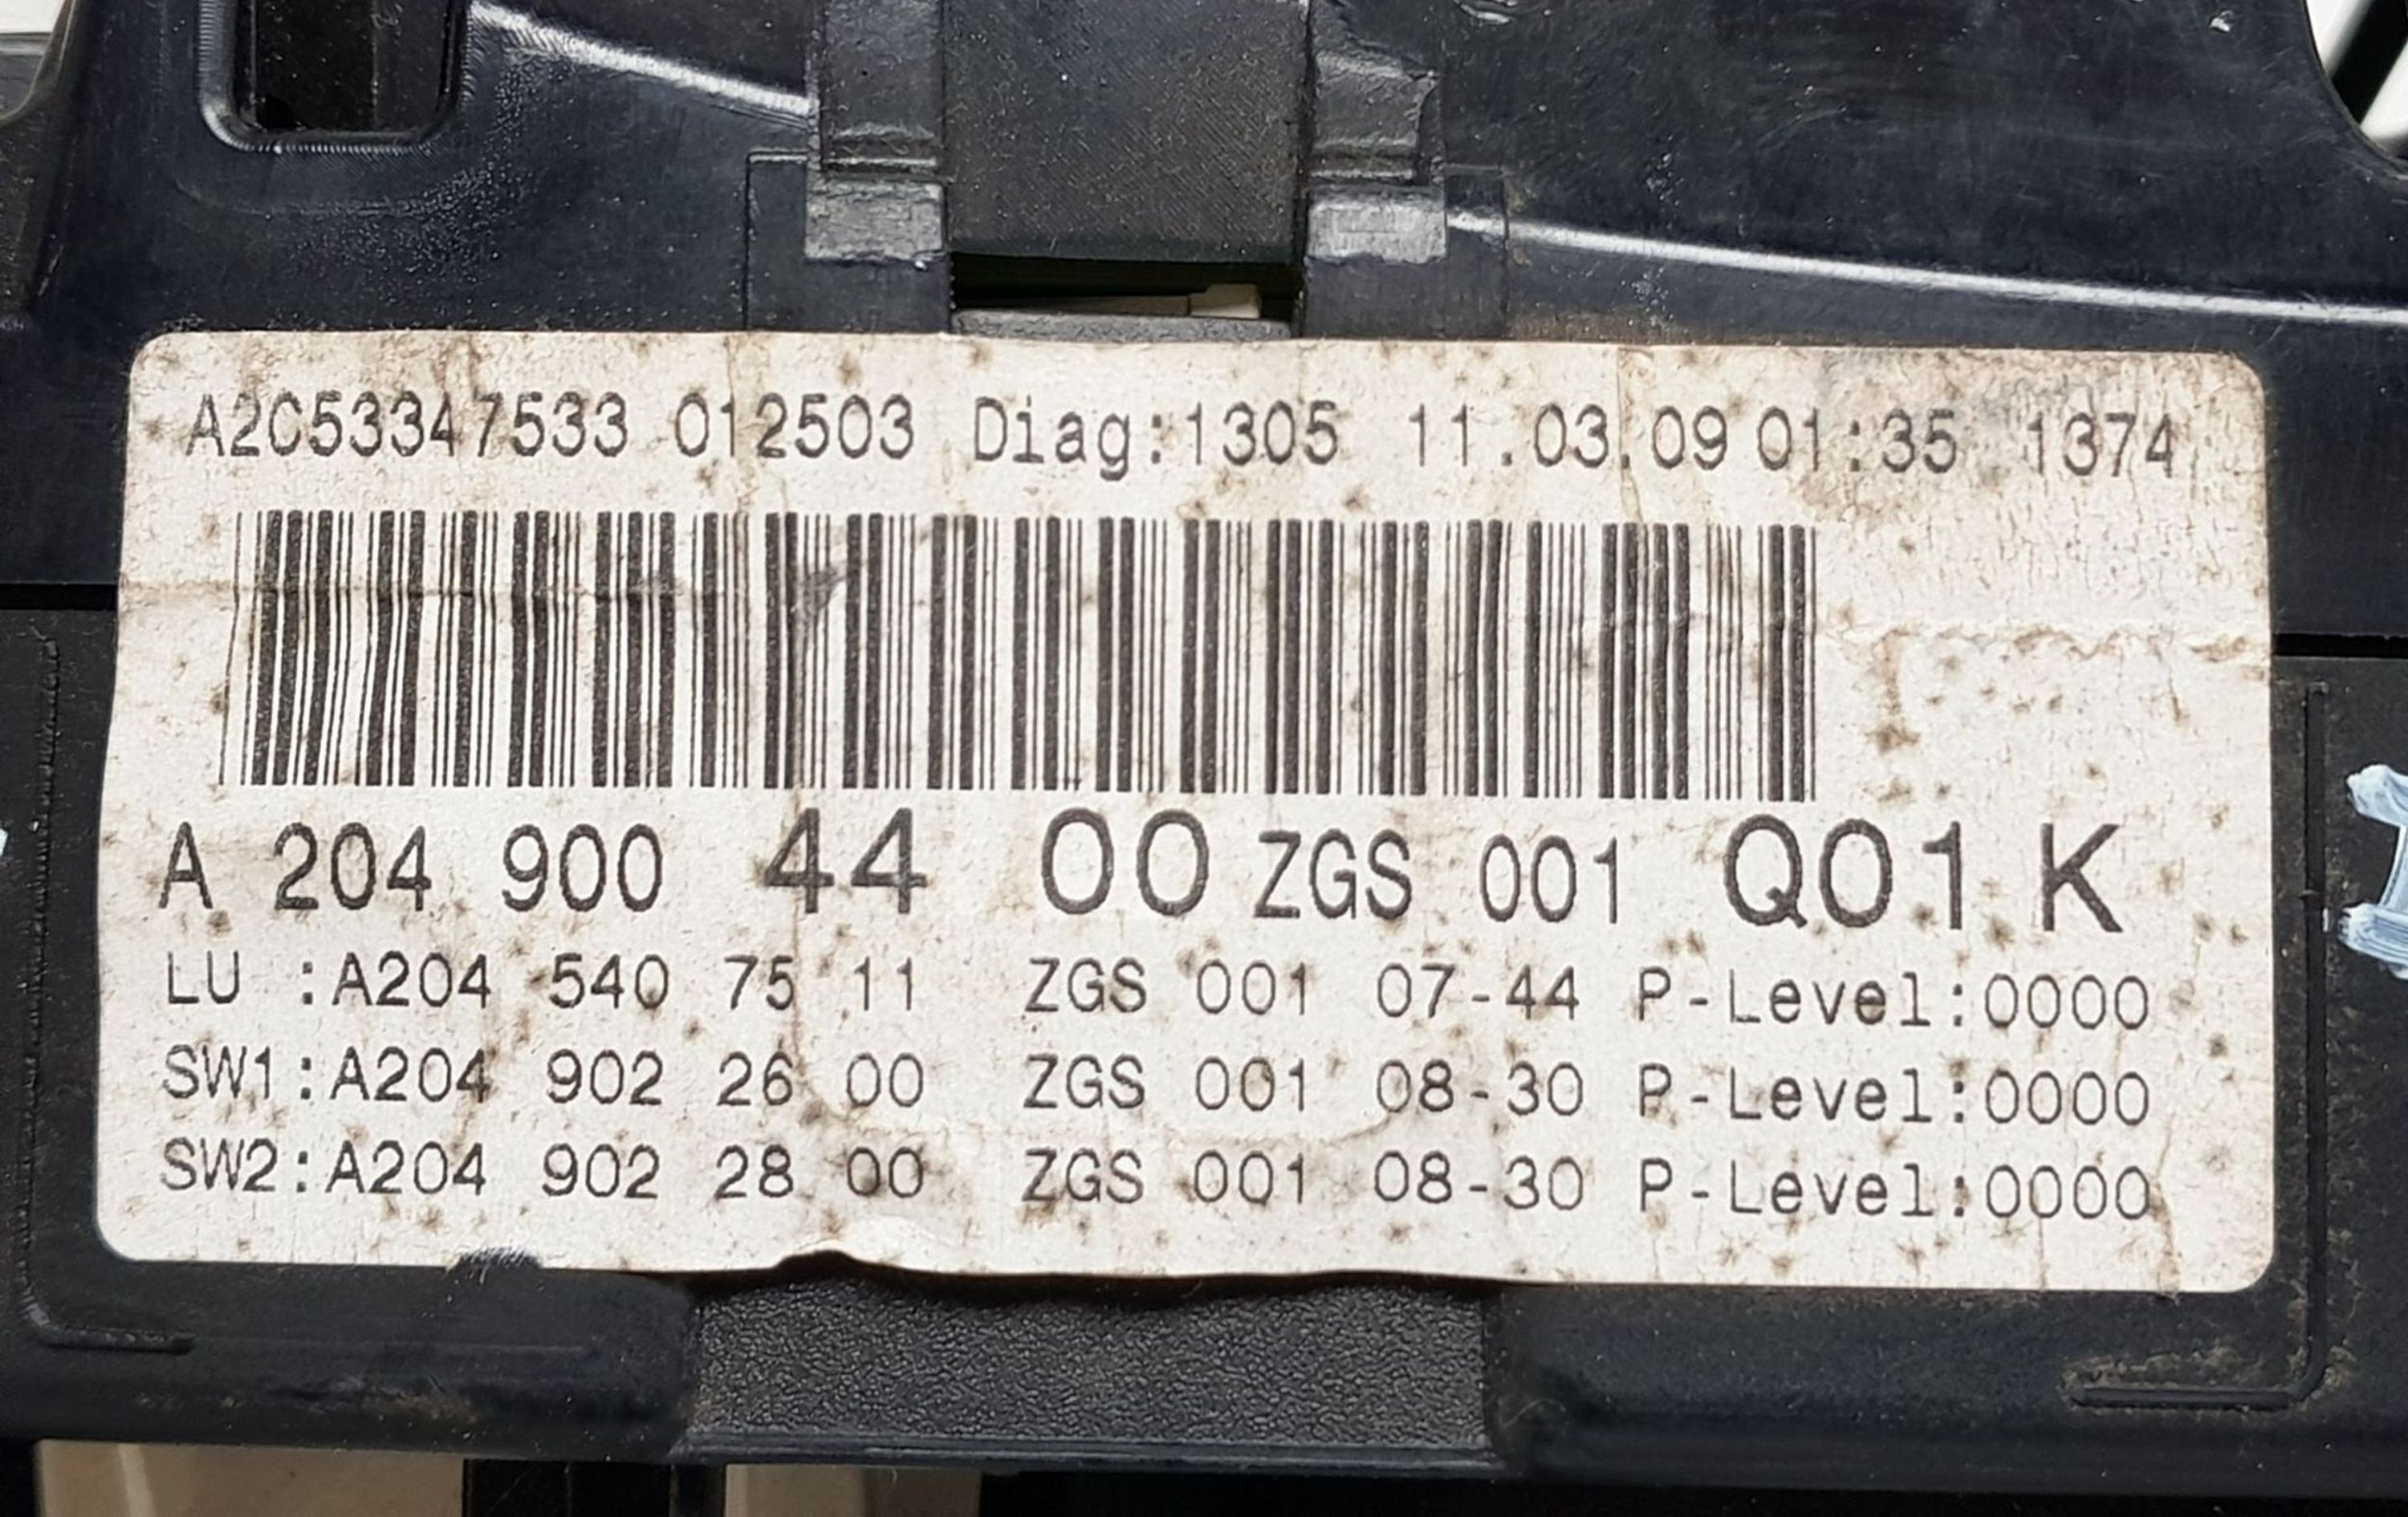 A2C53347533 012503 Diag:1305 11.03.09 01:35 1374
A 204 900 44 00 ZGS 001 Q01 K
LU :A204 540 75 11 ZGS 001 07-44 P-Level:0000
SW1:A204 902 26 00 ZGS 001 08-30 P-Level:0000
SW2:A204 902 28 00 ZGS 001 08-30 P-Level:0000